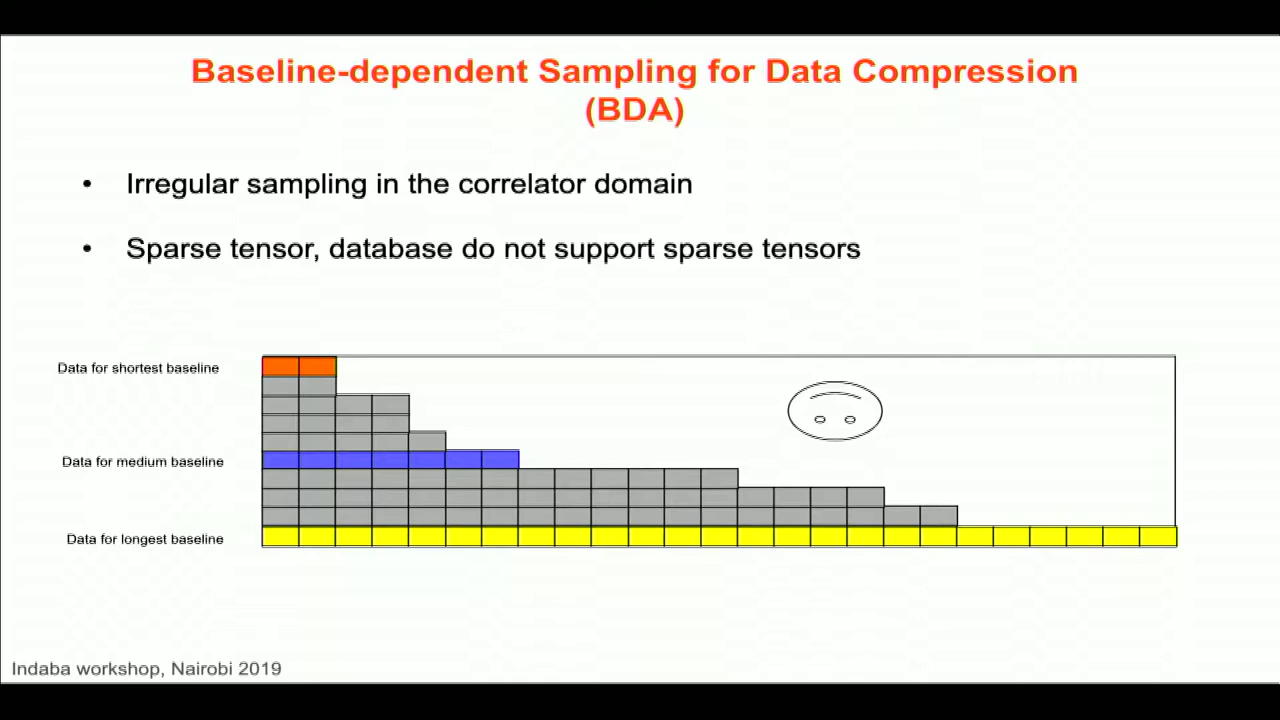 Baseline-dependent Sampling for Data Compression
(BDA)
• Irregular sampling in the correlator domain
• Sparse tensor, database do not support sparse tensors
Data for shortest baseline
Data for medium baseline
Data for longest baseline
Indaba workshop, Nairobi 2019